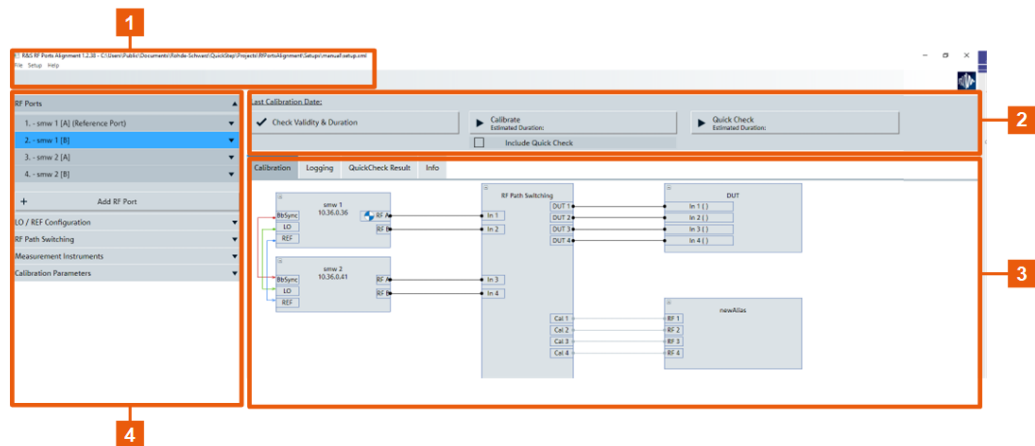 1
R&S RF Ports Alignment 1.2.38 - C:\Users\Public\Documents\Rohde-Schwarz\QuickStep\Projects\RFPortsAlignment\Setups\manual-setup.xml
File Setup Help
RF Ports
1. - smw 1 [A] (Reference Port)
2. - smw 1 [B]
3. - smw 2 [A]
4. - smw 2 [B]
+ Add RF Port
LO / REF Configuration
RF Path Switching
Measurement Instruments
Calibration Parameters
4
Last Calibration Date:
Check Validity & Duration
Calibrate
Estimated Duration:
Include Quick Check
Quick Check
Estimated Duration:
2
Calibration Logging QuickCheck Result Info
smw 1
10.36.0.36
BbSync
LO
REF
RF A
RF B
smw 2
10.36.0.41
BbSync
LO
REF
RF A
RF B
RF Path Switching
In 1
In 2
In 3
In 4
DUT 1
DUT 2
DUT 3
DUT 4
Cal 1
Cal 2
Cal 3
Cal 4
DUT
In 1 ( )
In 2 ( )
In 3 ( )
In 4 ( )
newAlias
RF 1
RF 2
RF 3
RF 4
3